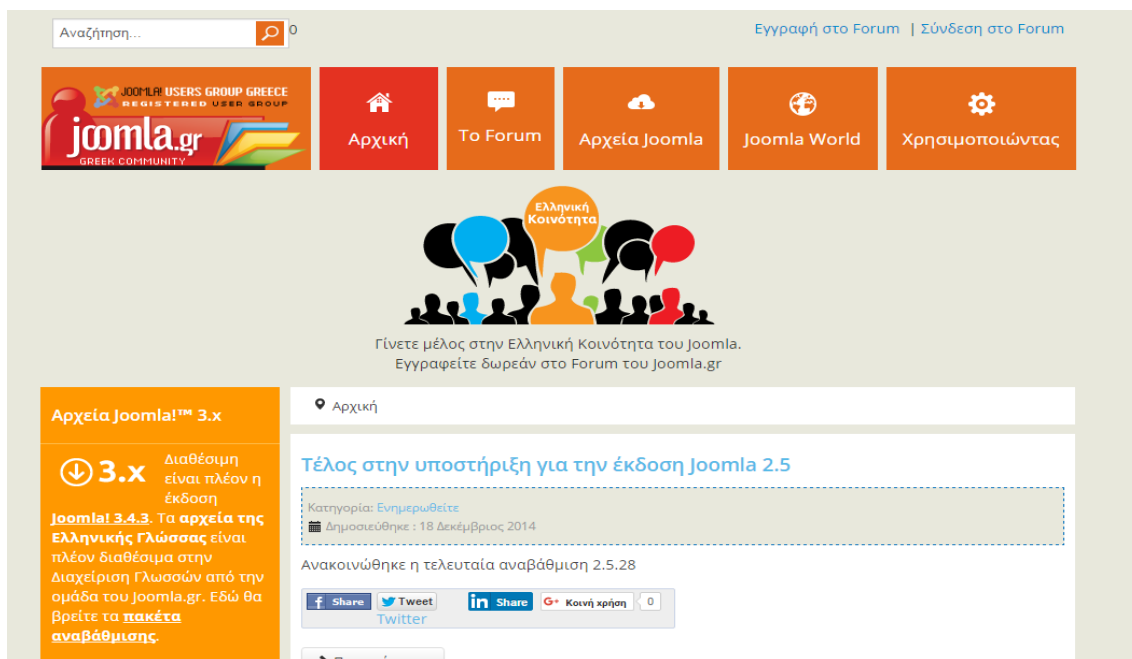 Αναζήτηση...
0
Εγγραφή στο Forum | Σύνδεση στο Forum
JOOMLA! USERS GROUP GREECE
REGISTERED USER GROUP
joomla.gr
GREEK COMMUNITY
Αρχική
Το Forum
Αρχεία Joomla
Joomla World
Χρησιμοποιώντας
Ελληνική
Κοινότητα
Γίνετε μέλος στην Ελληνική Κοινότητα του Joomla.
Εγγραφείτε δωρεάν στο Forum του Joomla.gr
Αρχεία Joomla!™ 3.x
3.x Διαθέσιμη
είναι πλέον η
έκδοση
Joomla! 3.4.3. Τα αρχεία της
Ελληνικής Γλώσσας είναι
πλέον διαθέσιμα στην
Διαχείριση Γλωσσών από την
ομάδα του Joomla.gr. Εδώ θα
βρείτε τα πακέτα
αναβάθμισης.
Αρχική
Τέλος στην υποστήριξη για την έκδοση Joomla 2.5
Κατηγορία: Ενημερωθείτε
Δημοσιεύθηκε : 18 Δεκέμβριος 2014
Ανακοινώθηκε η τελευταία αναβάθμιση 2.5.28
f Share Tweet in Share G+ Κοινή χρήση 0
Twitter